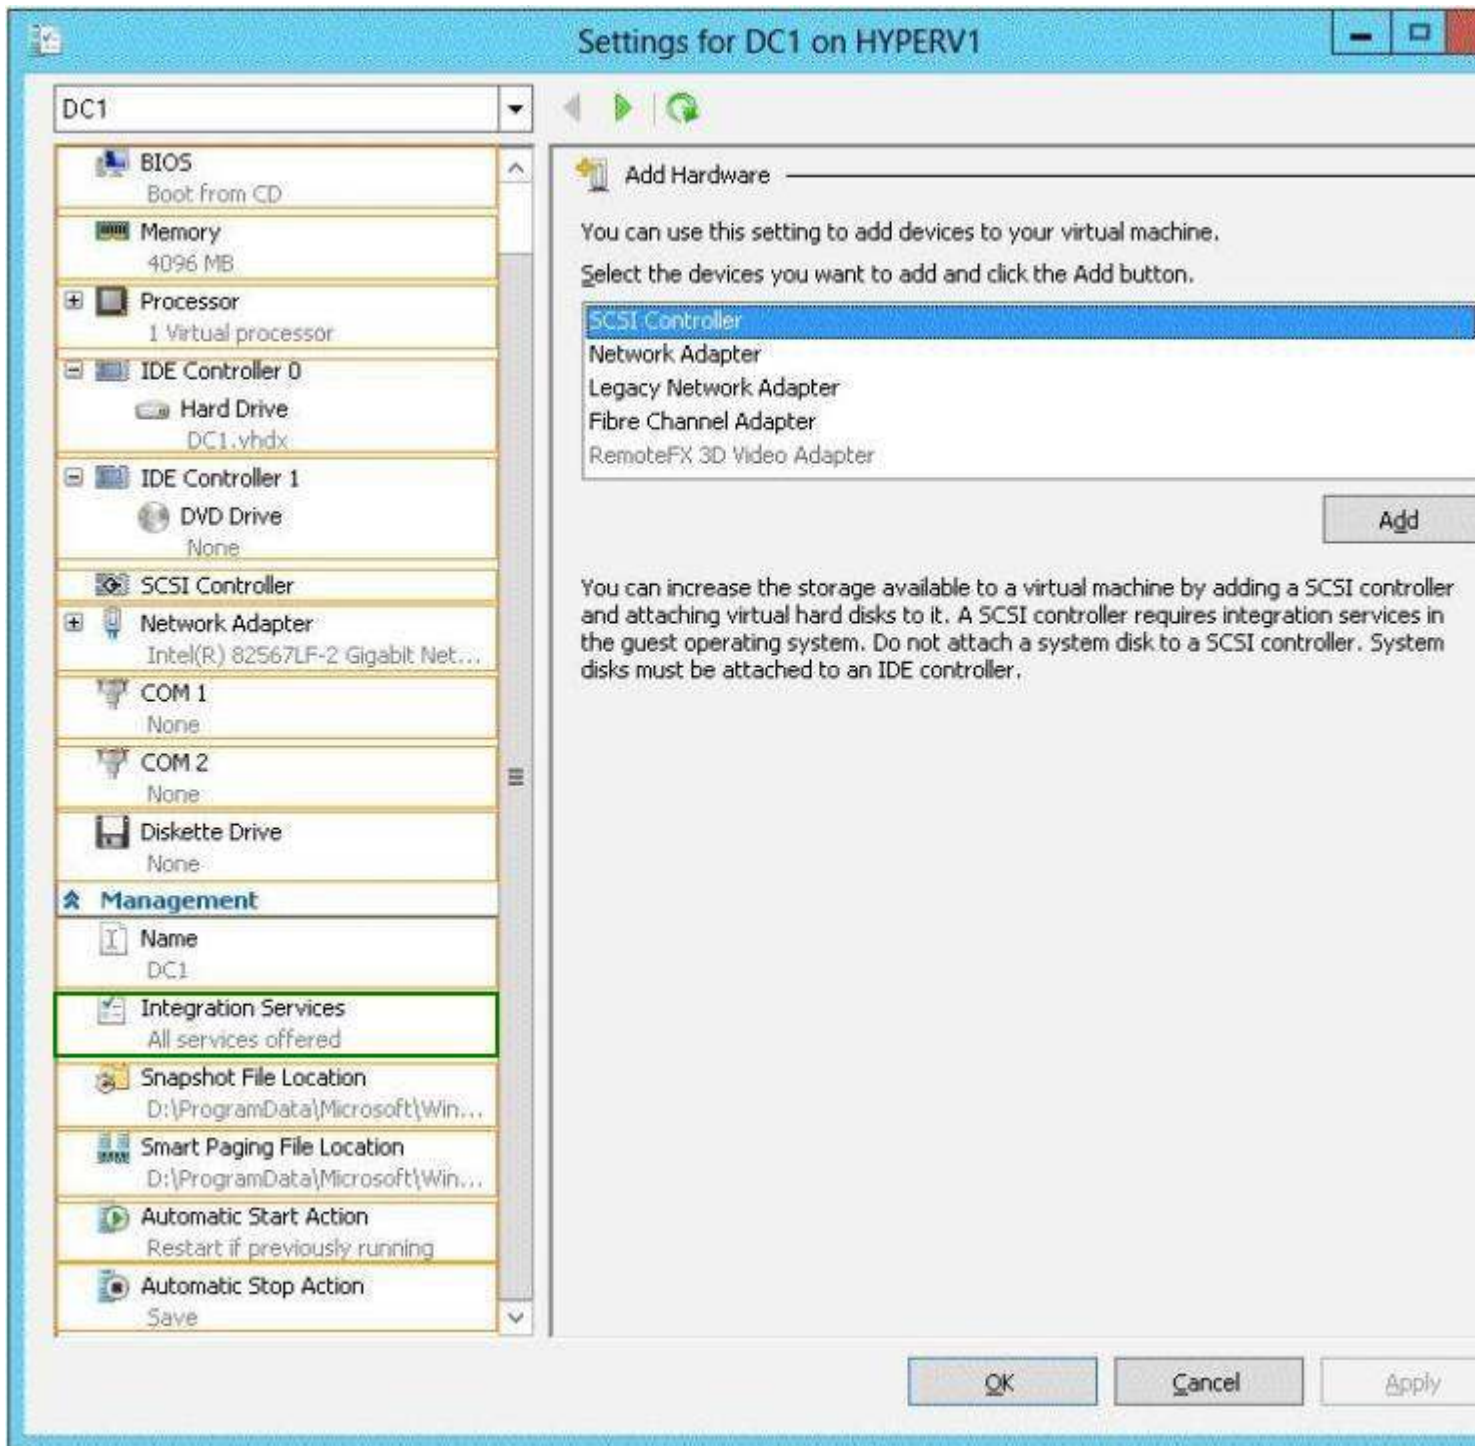 Settings for DC1 on HYPERV1
DC1
BIOS
Boot from CD
Memory
4096 MB
Processor
1 Virtual processor
IDE Controller 0
Hard Drive
DC1.vhdx
IDE Controller 1
DVD Drive
None
SCSI Controller
Network Adapter
Intel(R) 82567LF-2 Gigabit Net...
COM 1
None
COM 2
None
Diskette Drive
None
Management
Name
DC1
Integration Services
All services offered
Snapshot File Location
D:\ProgramData\Microsoft\Win...
Smart Paging File Location
D:\ProgramData\Microsoft\Win...
Automatic Start Action
Restart if previously running
Automatic Stop Action
Save
Add Hardware
You can use this setting to add devices to your virtual machine.
Select the devices you want to add and click the Add button.
SCSI Controller
Network Adapter
Legacy Network Adapter
Fibre Channel Adapter
RemoteFX 3D Video Adapter
Add
You can increase the storage available to a virtual machine by adding a SCSI controller
and attaching virtual hard disks to it. A SCSI controller requires integration services in
the guest operating system. Do not attach a system disk to a SCSI controller. System
disks must be attached to an IDE controller.
OK
Cancel
Apply